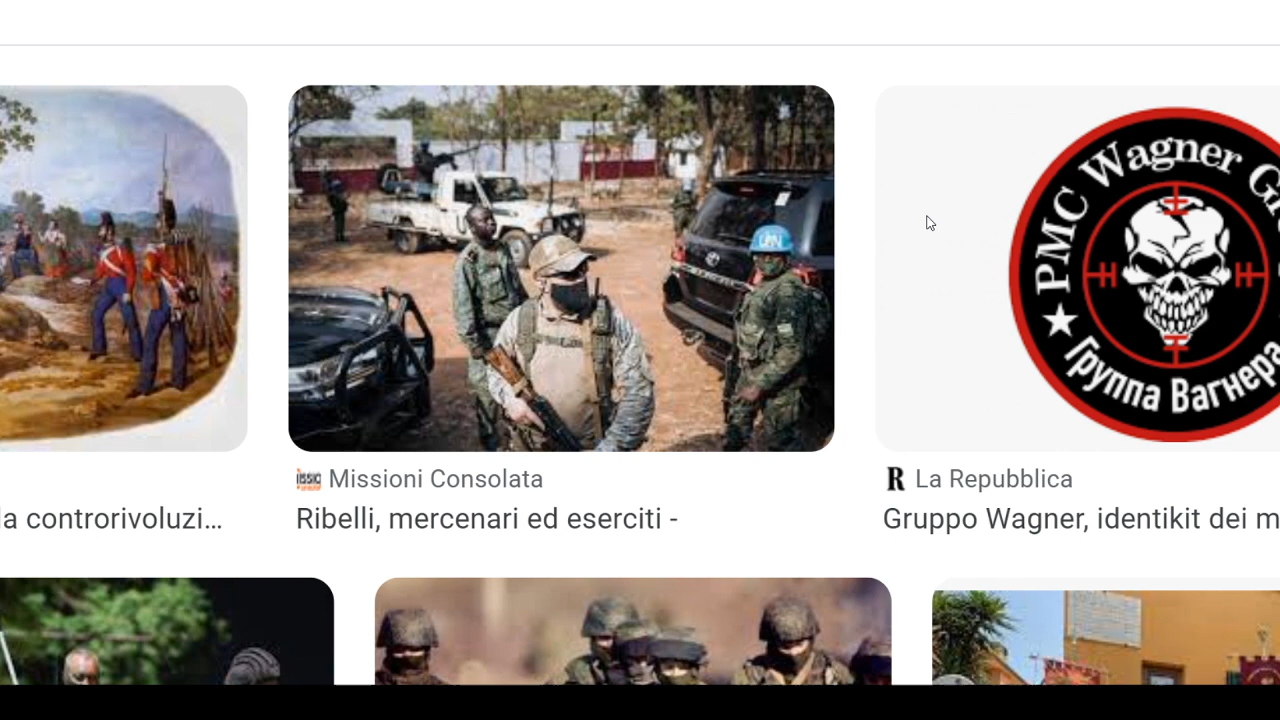 UN
PMC Wagner Gr
Группа Вагнера
Missioni Consolata
R La Repubblica
la controrivoluzi...
Ribelli, mercenari ed eserciti -
Gruppo Wagner, identikit dei m